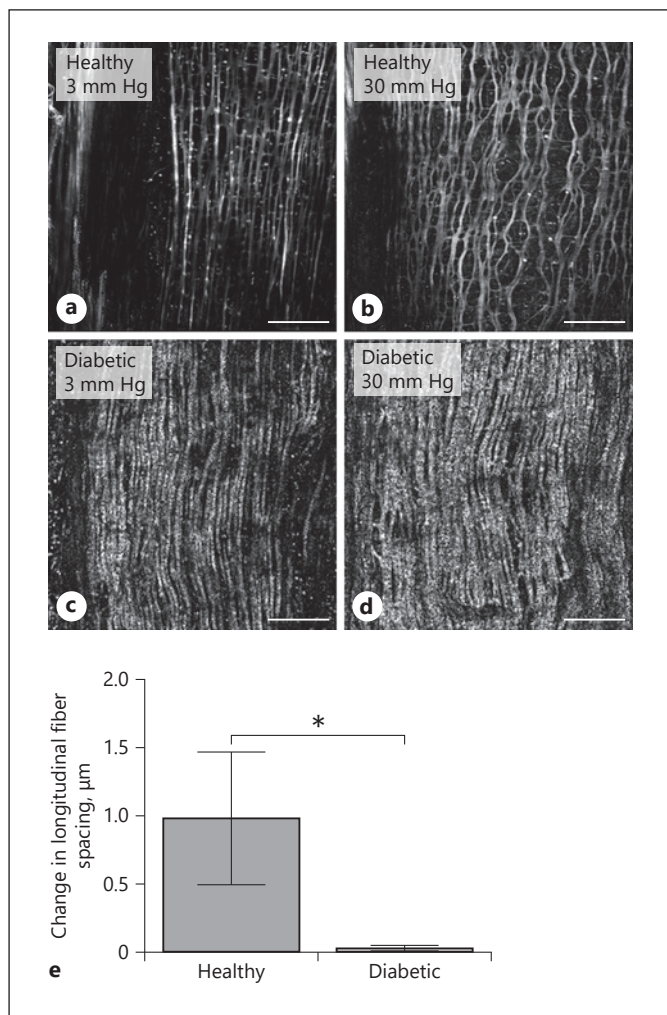 Healthy
3 mm Hg
Healthy
30 mm Hg
a
b
Diabetic
3 mm Hg
Diabetic
30 mm Hg
c
d
Change in longitudinal fiber
spacing, μm
2.0
1.5
1.0
0.5
0
*
Healthy
Diabetic
e